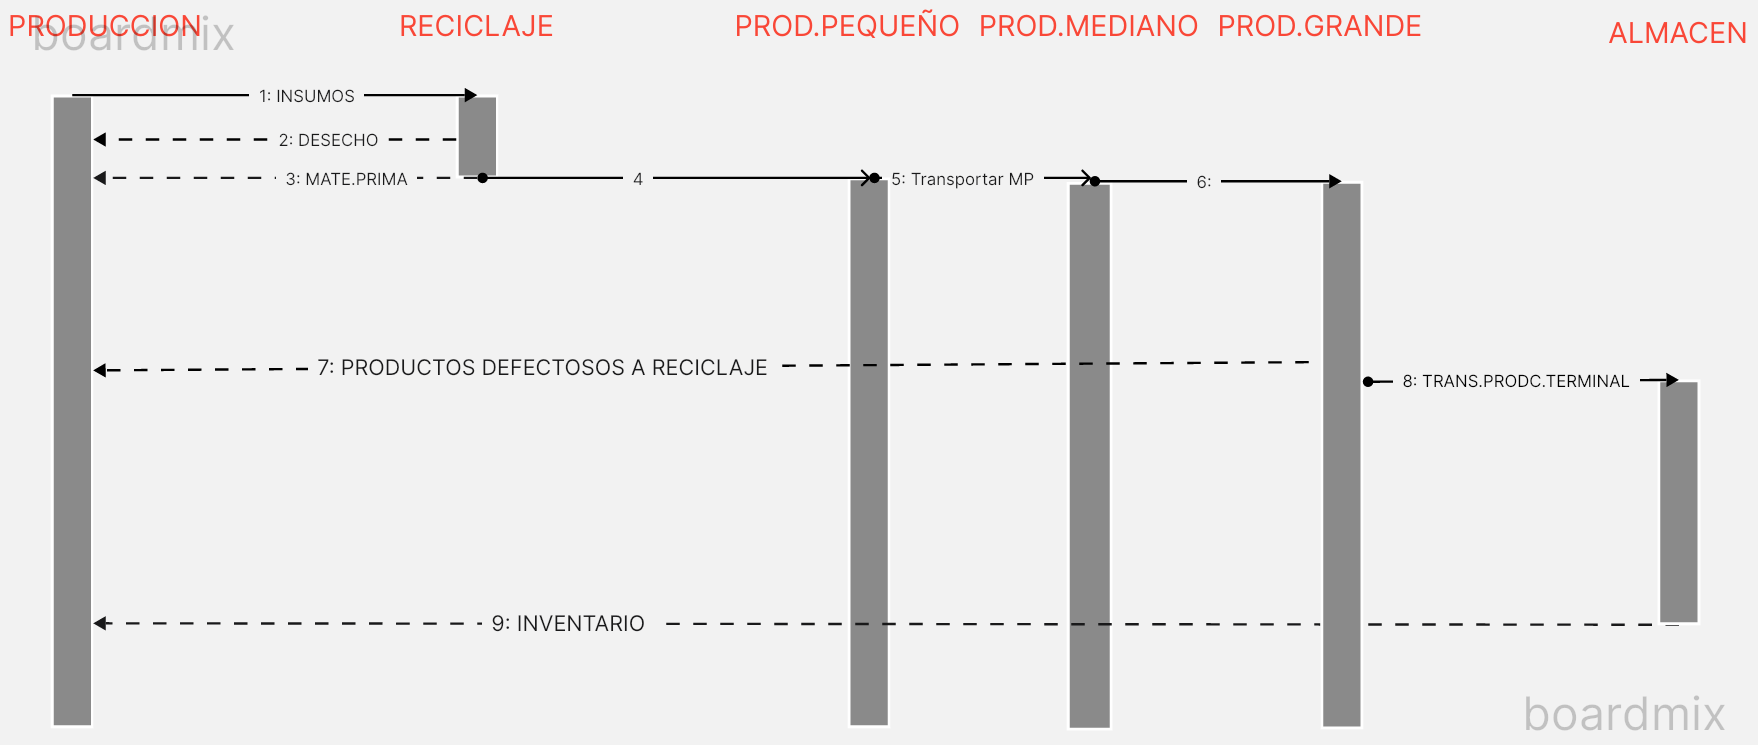 PRODUCCION
boardmix
RECICLAJE
PROD.PEQUEÑO
PROD.MEDIANO
PROD.GRANDE
ALMACEN
1: INSUMOS
2: DESECHO
3: MATE.PRIMA
4
5: Transportar MP
6:
7: PRODUCTOS DEFECTOSOS A RECICLAJE
8: TRANS.PRODC.TERMINAL
9: INVENTARIO
boardmix